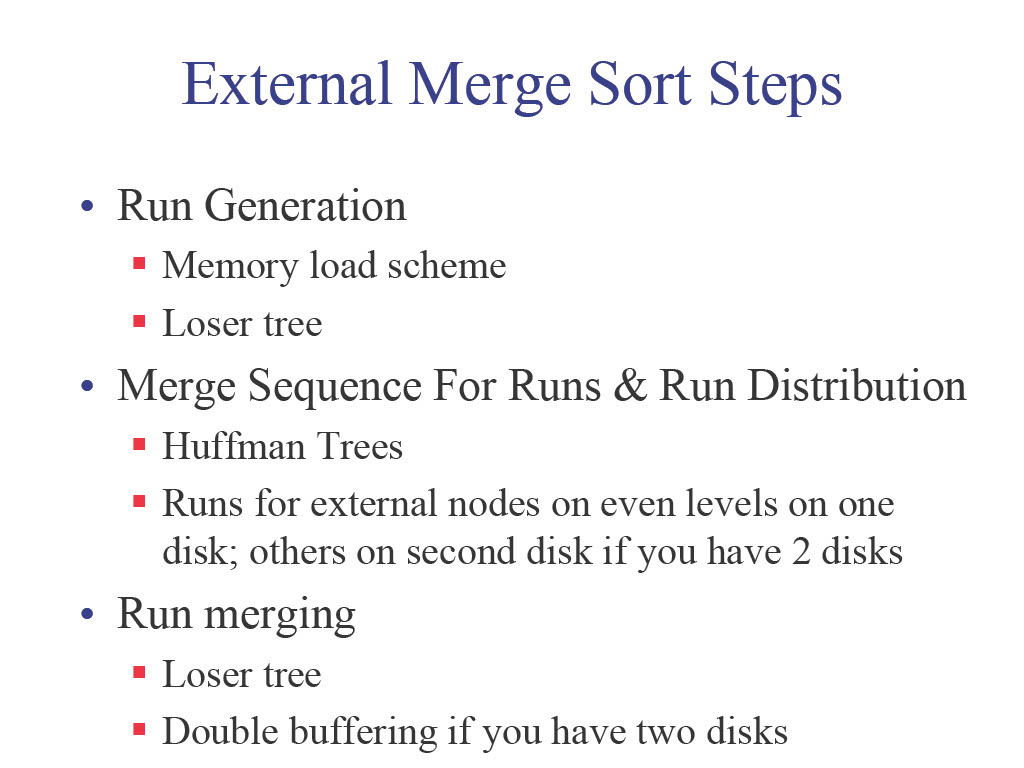 External Merge Sort Steps
• Run Generation
▪ Memory load scheme
▪ Loser tree
• Merge Sequence For Runs & Run Distribution
▪ Huffman Trees
▪ Runs for external nodes on even levels on one
disk; others on second disk if you have 2 disks
• Run merging
▪ Loser tree
▪ Double buffering if you have two disks